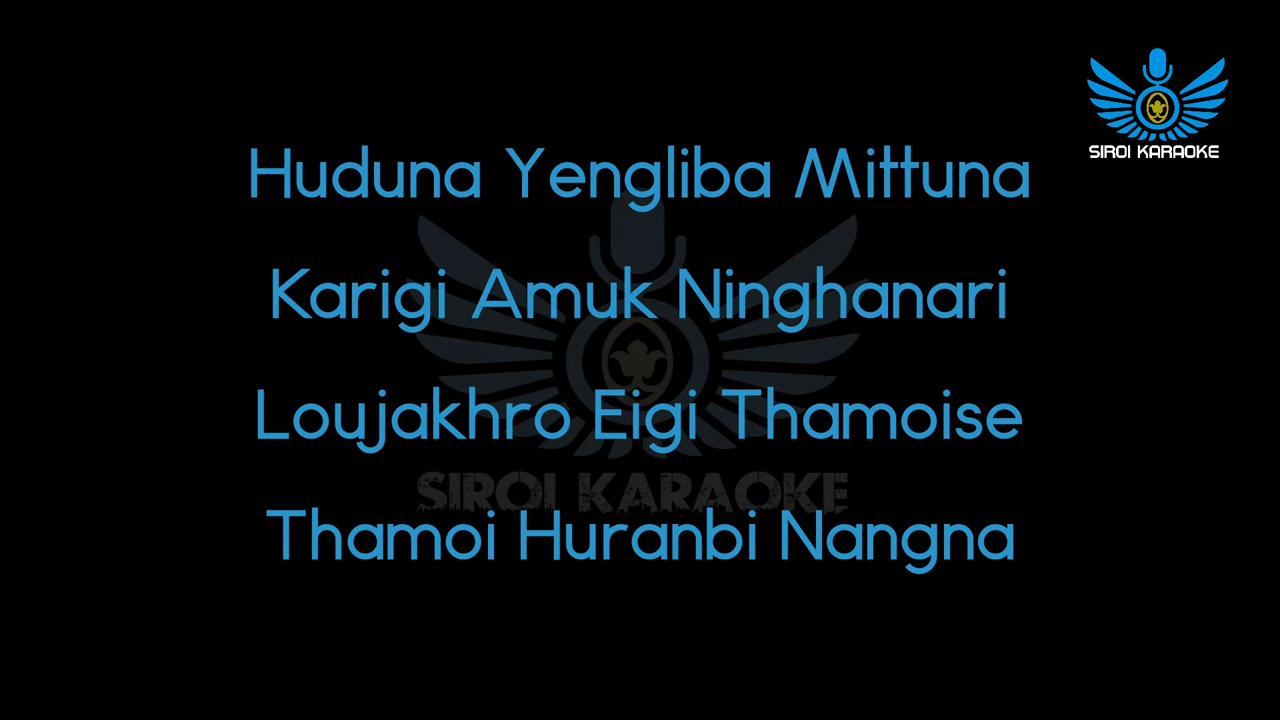 SIROI KARAOKE
Huduna Yengliba Mittuna
Karigi Amuk Ninghanari
Loujakhro Eigi Thamoise
SIROI KARAOKE
Thamoi Huranbi Nangna